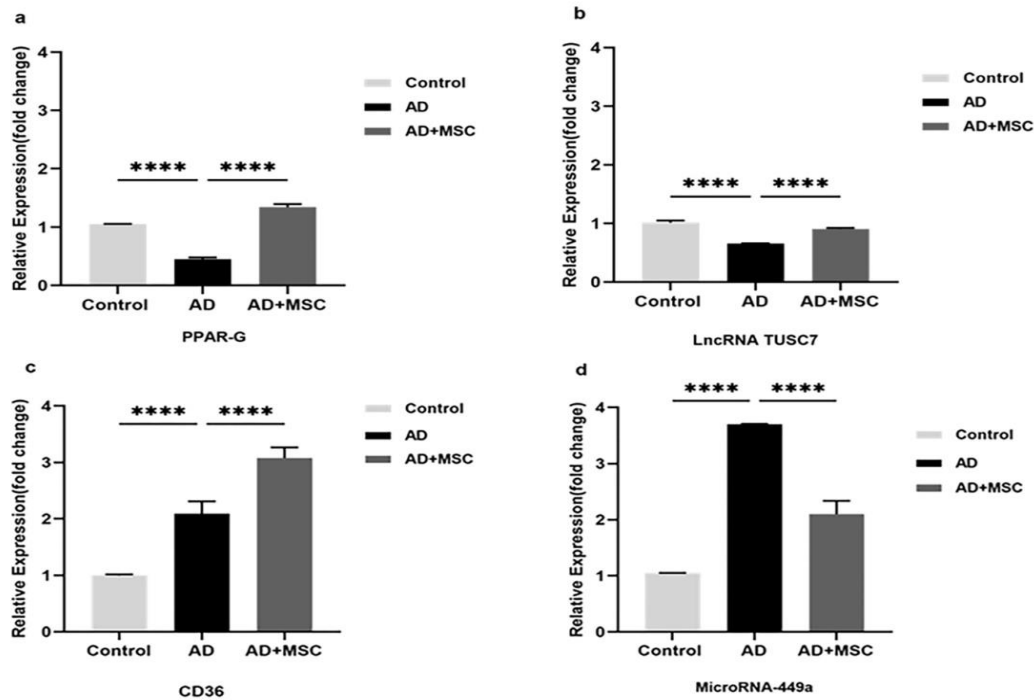 a
Relative Expression(fold change)
4
3
2
1
0
**** ****
Control AD AD+MSC
PPAR-G
Control
AD
AD+MSC
b
Relative Expression(fold change)
4
3
2
1
0
**** ****
Control AD AD+MSC
LncRNA TUSC7
Control
AD
AD+MSC
c
Relative Expression(fold change)
4
3
2
1
0
**** ****
Control AD AD+MSC
CD36
Control
AD
AD+MSC
d
Relative Expression(fold change)
4
3
2
1
0
**** ****
Control AD AD+MSC
MicroRNA-449a
Control
AD
AD+MSC